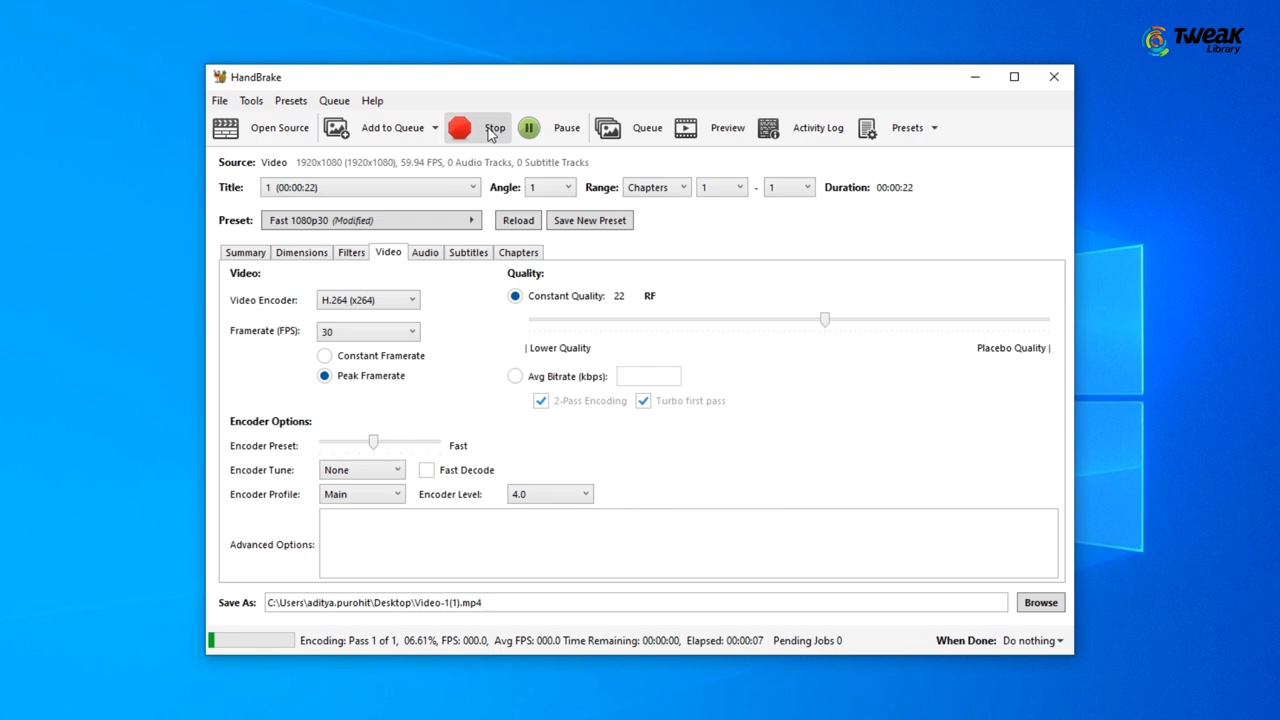 TWEAK
Library
HandBrake
File Tools Presets Queue Help
Open Source Add to Queue Stop Pause Queue Preview Activity Log Presets
Source: Video 1920x1080 (1920x1080), 59.94 FPS, 0 Audio Tracks, 0 Subtitle Tracks
Title: 1 (00:00:22) Angle: 1 Range: Chapters 1 - 1 Duration: 00:00:22
Preset: Fast 1080p30 (Modified) Reload Save New Preset
Summary Dimensions Filters Video Audio Subtitles Chapters
Video: Quality:
Video Encoder: H.264 (x264) Constant Quality: 22 RF
Framerate (FPS): 30
| Lower Quality Placebo Quality |
Constant Framerate
Peak Framerate Avg Bitrate (kbps):
2-Pass Encoding Turbo first pass
Encoder Options:
Encoder Preset: Fast
Encoder Tune: None Fast Decode
Encoder Profile: Main Encoder Level: 4.0
Advanced Options:
Save As: C:\Users\aditya.purohit\Desktop\Video-1(1).mp4 Browse
Encoding: Pass 1 of 1, 06.61%, FPS: 000.0, Avg FPS: 000.0 Time Remaining: 00:00:00, Elapsed: 00:00:07 Pending Jobs 0 When Done: Do nothing